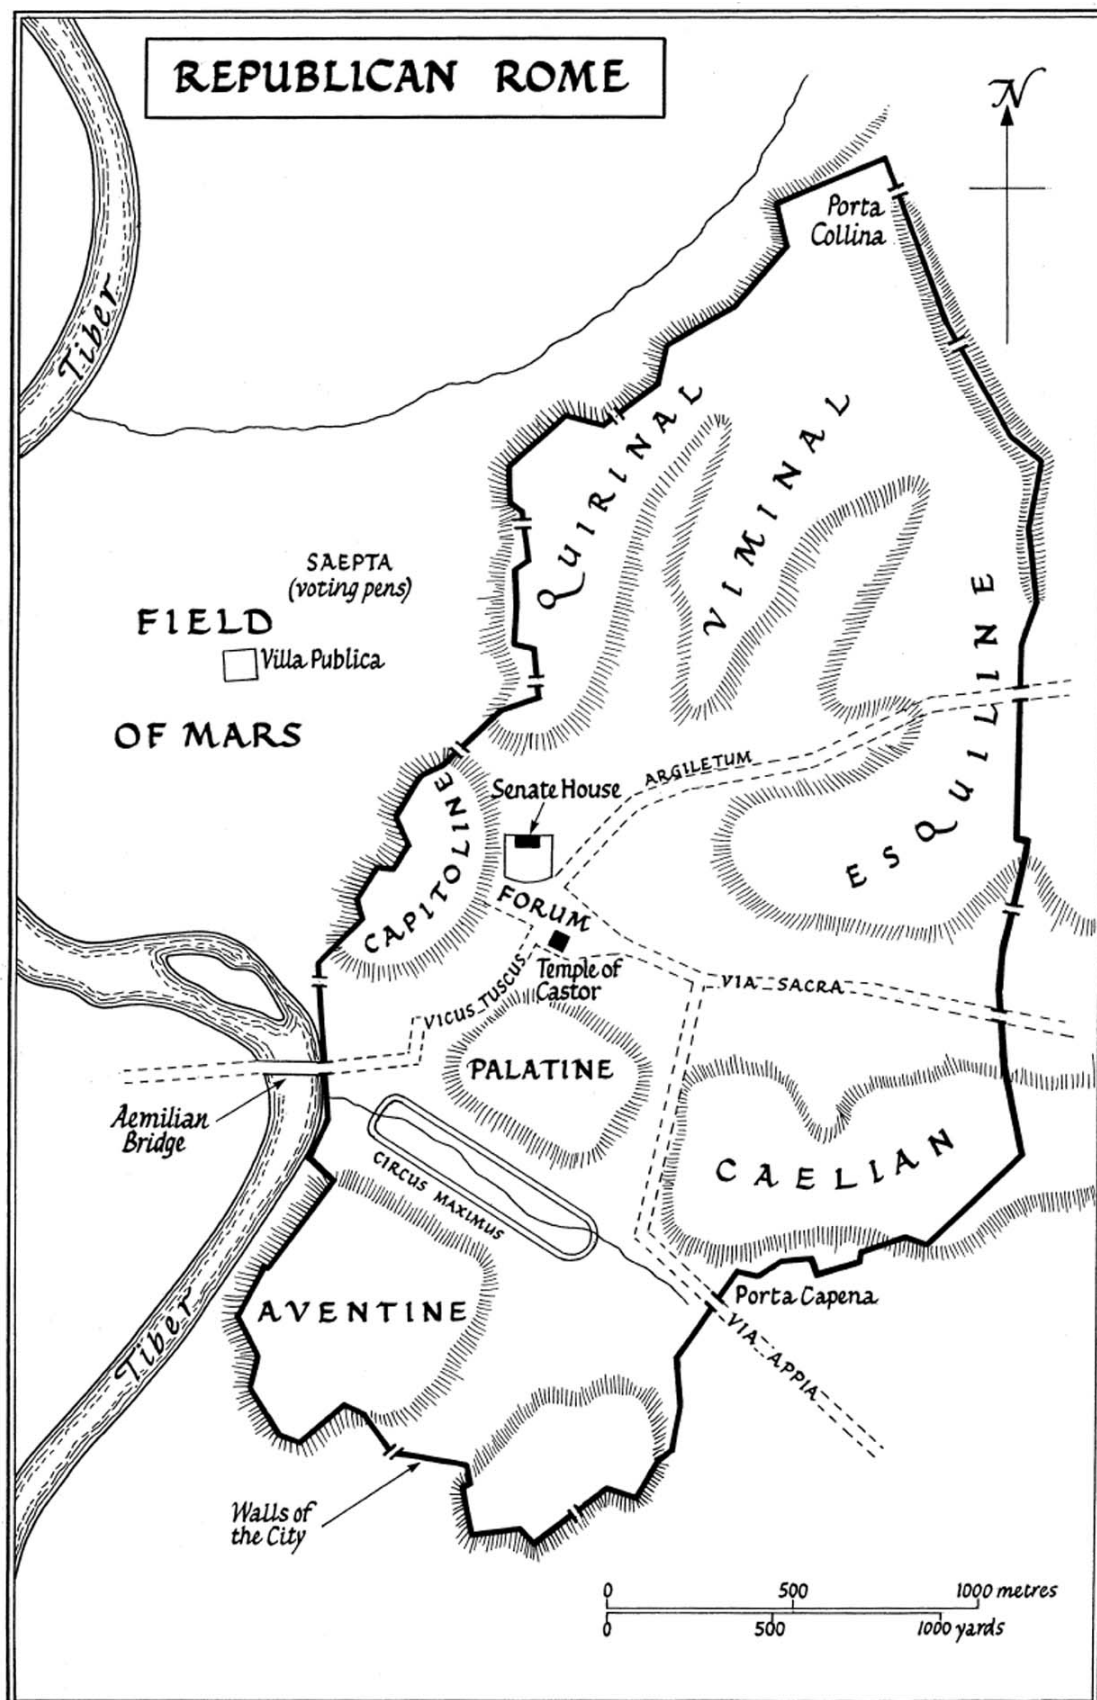 REPUBLICAN ROME
N
Porta
Collina
Tiber
QUIRINAL
VIMINAL
SAEPTA
(voting pens)
FIELD
Villa Publica
OF MARS
ESQUILINE
ARGILETUM
Senate House
CAPITOLINE
FORUM
Temple of
Castor
VIA SACRA
VICUS TUSCUS
PALATINE
Aemilian
Bridge
CIRCUS MAXIMUS
CAELIAN
AVENTINE
Porta Capena
Tiber
VIA APPIA
Walls of
the City
0 500 1000 metres
0 500 1000 yards